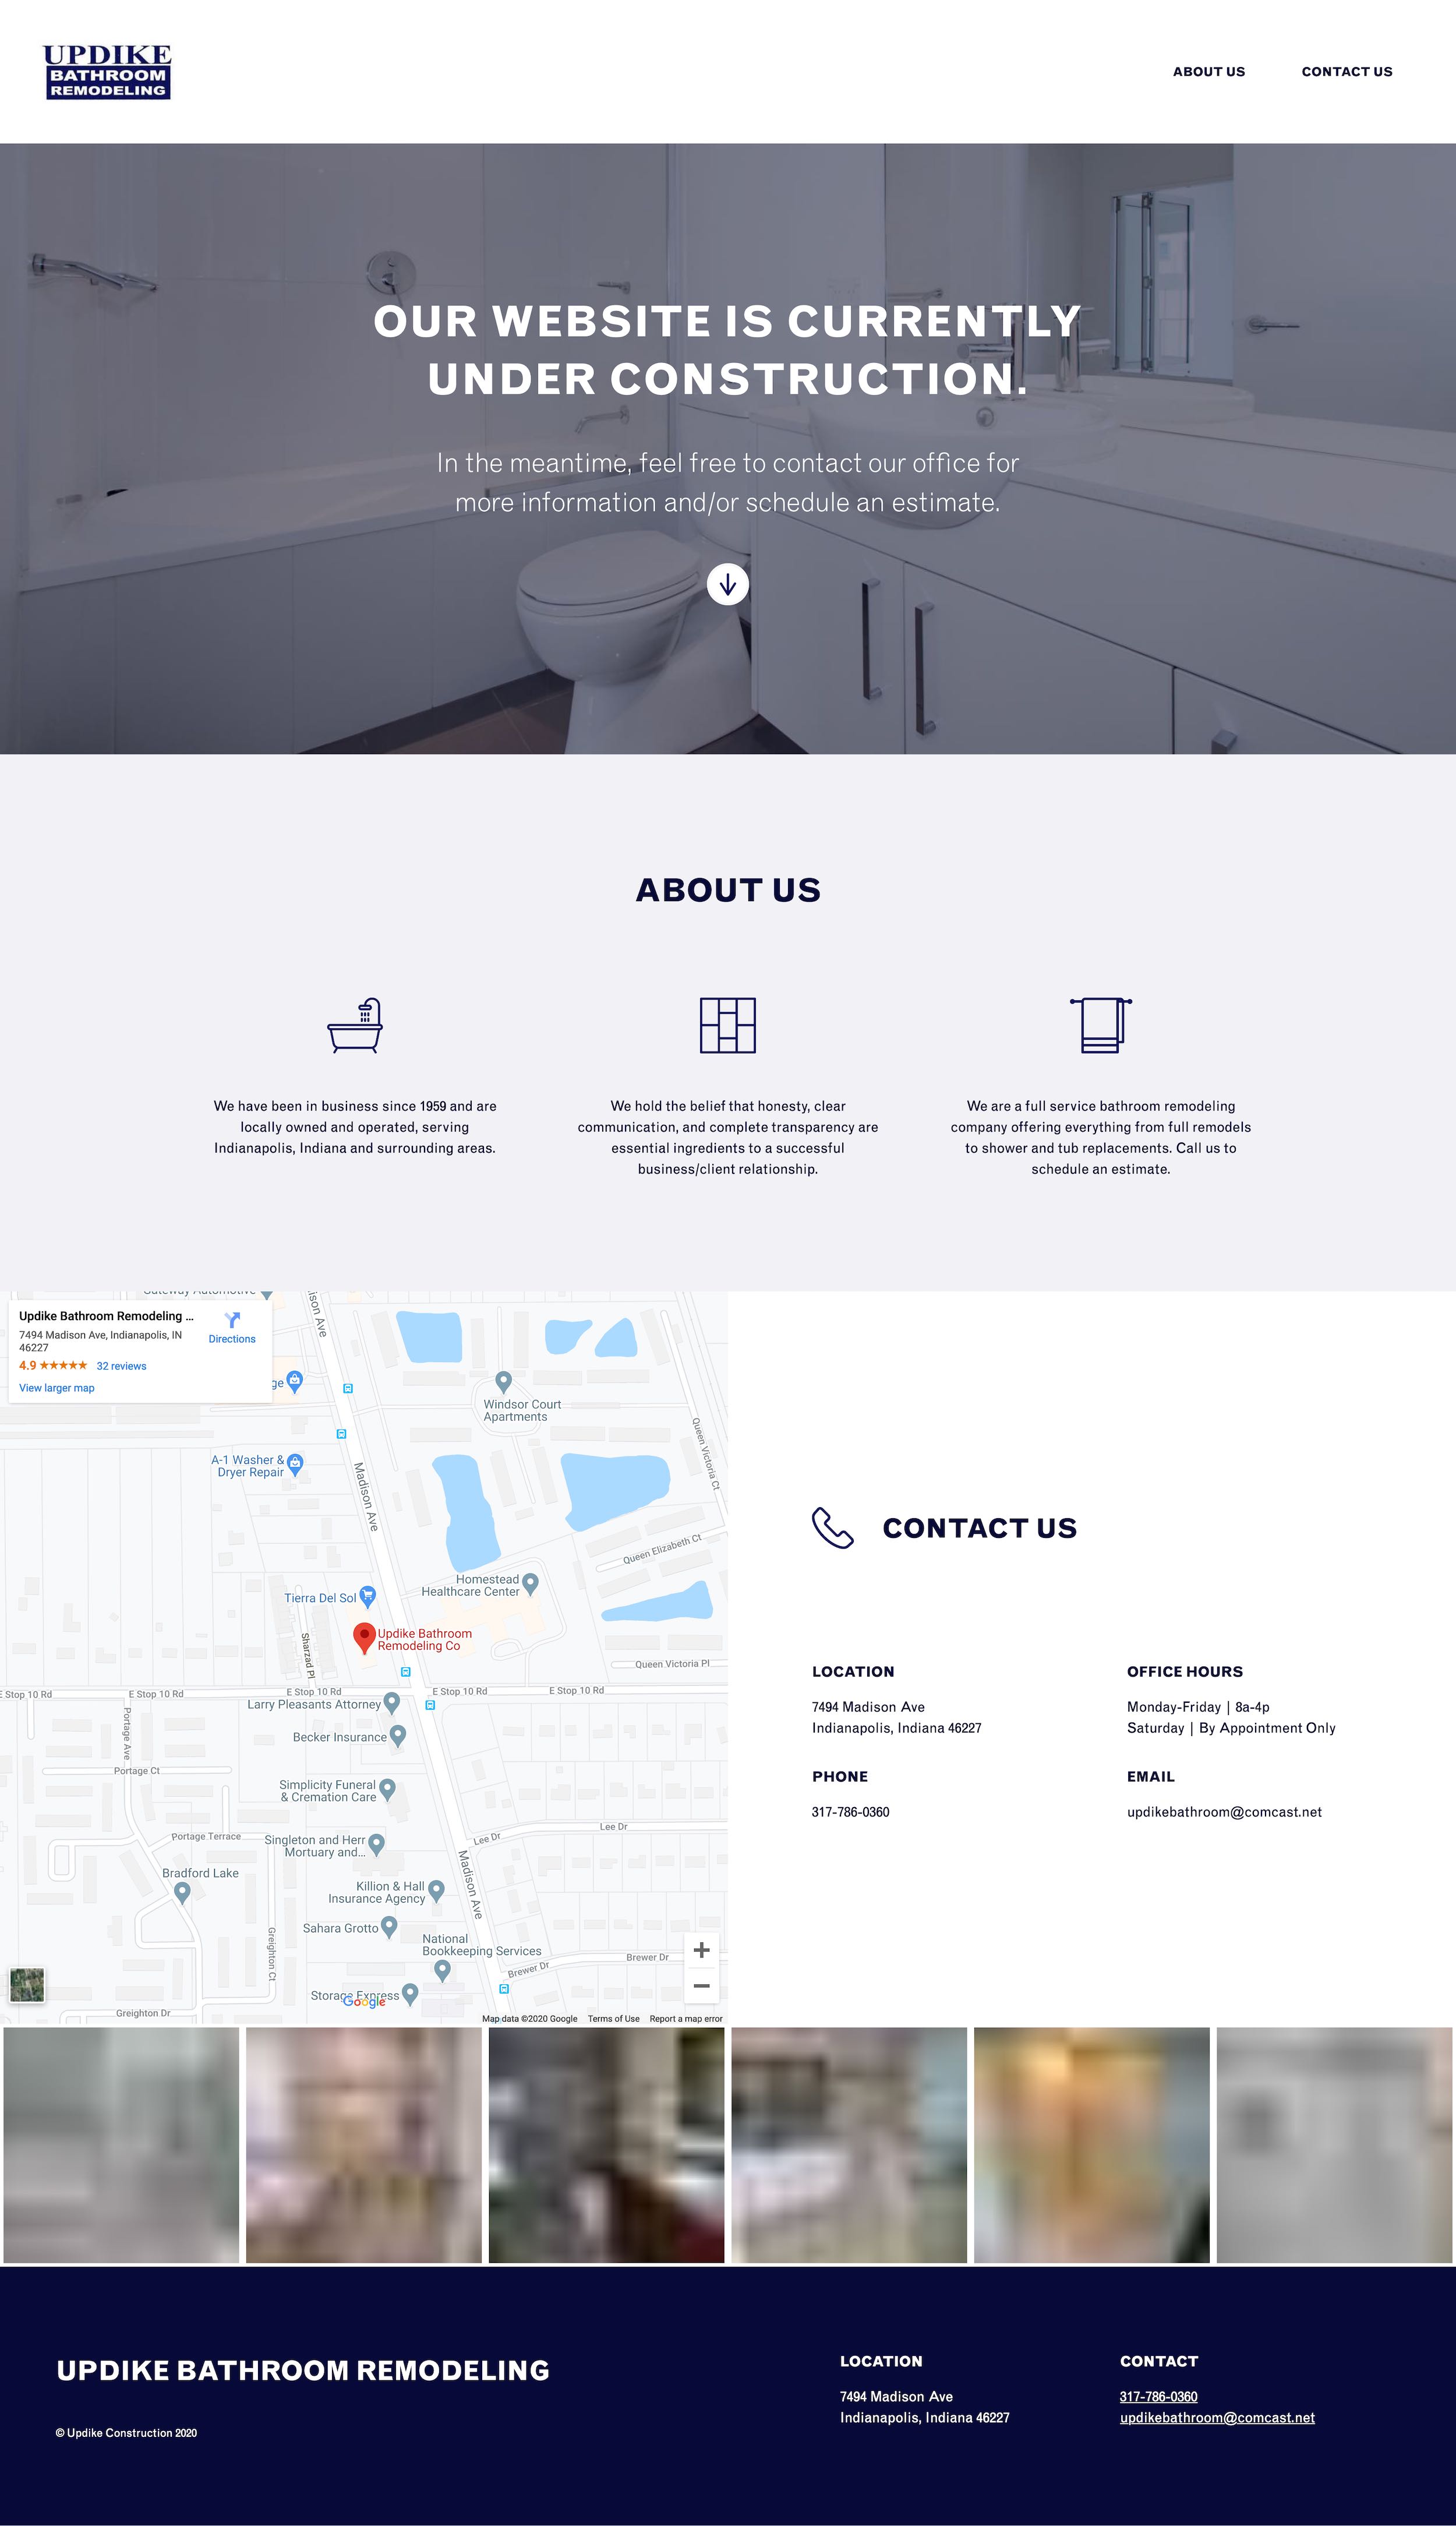 UPDIKE
BATHROOM
REMODELING
ABOUT US
CONTACT US
OUR WEBSITE IS CURRENTLY
UNDER CONSTRUCTION.
In the meantime, feel free to contact our office for
more information and/or schedule an estimate.
ABOUT US
We have been in business since 1959 and are
locally owned and operated, serving
Indianapolis, Indiana and surrounding areas.
We hold the belief that honesty, clear
communication, and complete transparency are
essential ingredients to a successful
business/client relationship.
We are a full service bathroom remodeling
company offering everything from full remodels
to shower and tub replacements. Call us to
schedule an estimate.
Gateway Automotive
Updike Bathroom Remodeling ...
7494 Madison Ave, Indianapolis, IN
46227
Directions
4.9 ★★★★★ 32 reviews
View larger map
ison Ave
ge
Windsor Court
Apartments
Queen Victoria Ct
A-1 Washer &
Dryer Repair
Madison Ave
Queen Elizabeth Ct
Homestead
Healthcare Center
Tierra Del Sol
Updike Bathroom
Remodeling Co
Sharzad Pl
Queen Victoria Pl
E Stop 10 Rd
E Stop 10 Rd
E Stop 10 Rd
E Stop 10 Rd
E Stop 10 Rd
Larry Pleasants Attorney
Portage Ave
Becker Insurance
Portage Ct
Simplicity Funeral
& Cremation Care
Portage Terrace
Singleton and Herr
Mortuary and...
Lee Dr
Lee Dr
Bradford Lake
Madison Ave
Killion & Hall
Insurance Agency
Sahara Grotto
Greighton Ct
National
Bookkeeping Services
Brewer Dr
Brewer Dr
Storage Express
Google
Greighton Dr
Map data ©2020 Google Terms of Use Report a map error
CONTACT US
LOCATION
7494 Madison Ave
Indianapolis, Indiana 46227
OFFICE HOURS
Monday-Friday | 8a-4p
Saturday | By Appointment Only
PHONE
317-786-0360
EMAIL
updikebathroom@comcast.net
UPDIKE BATHROOM REMODELING
© Updike Construction 2020
LOCATION
7494 Madison Ave
Indianapolis, Indiana 46227
CONTACT
317-786-0360
updikebathroom@comcast.net